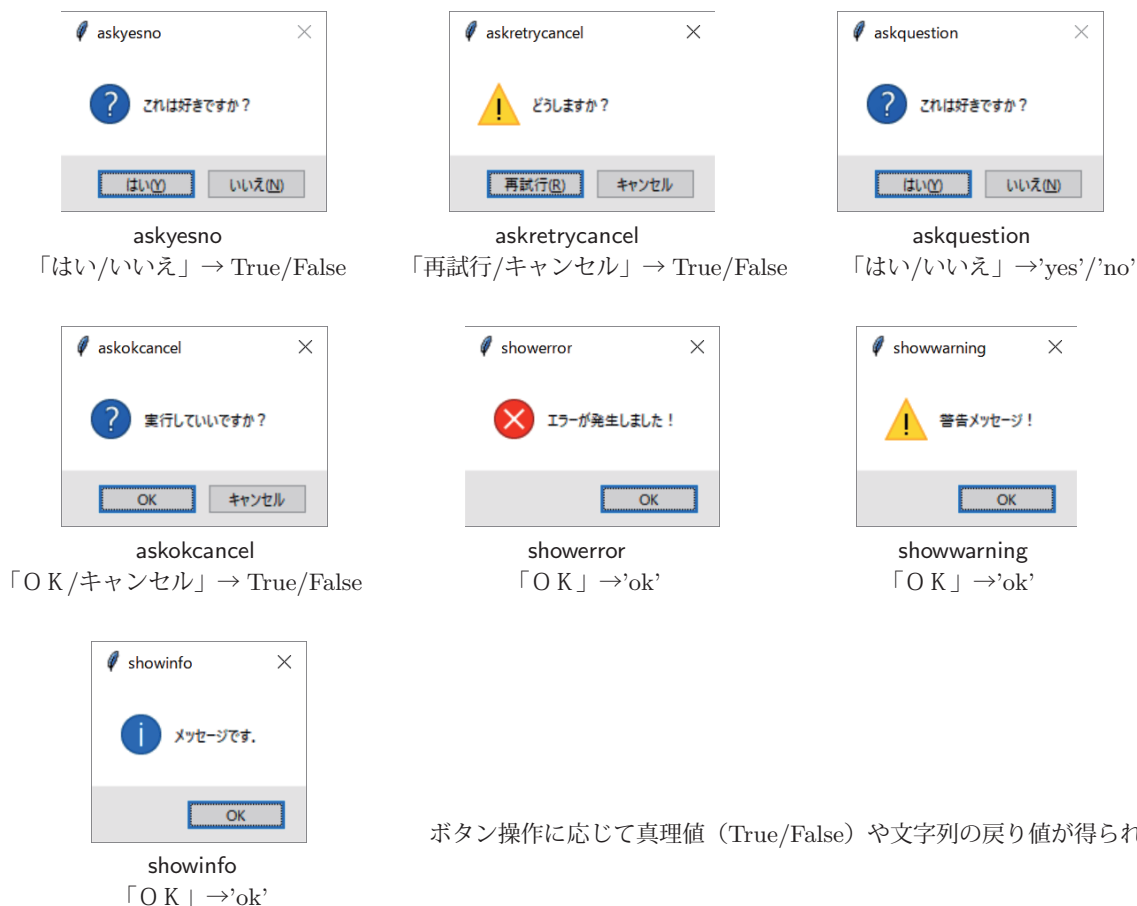 askyesno
これは好きですか？
はい(Y) いいえ(N)
askyesno
「はい/いいえ」→ True/False
askretrycancel
どうしますか？
再試行(R) キャンセル
askretrycancel
「再試行/キャンセル」→ True/False
askquestion
これは好きですか？
はい(Y) いいえ(N)
askquestion
「はい/いいえ」→'yes'/'no'
askokcancel
実行していいですか？
OK キャンセル
askokcancel
「ＯＫ/キャンセル」→ True/False
showerror
エラーが発生しました！
OK
showerror
「ＯＫ」→'ok'
showwarning
警告メッセージ！
OK
showwarning
「ＯＫ」→'ok'
showinfo
メッセージです.
OK
showinfo
「ＯＫ」→'ok'
ボタン操作に応じて真理値（True/False）や文字列の戻り値が得られ